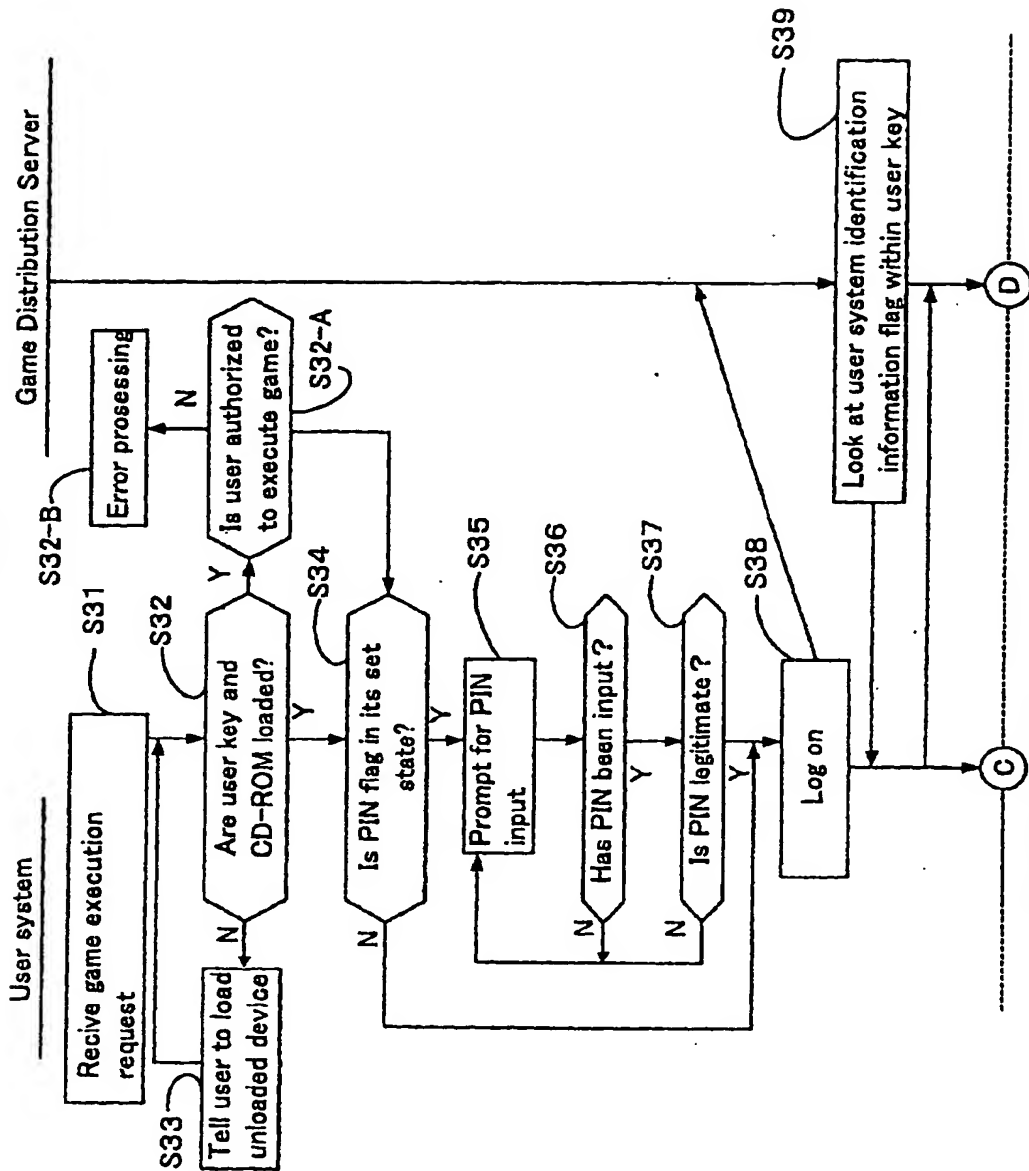 User system
Game Distribution Server
S31
Recive game execution
request
S32-B
Error prosessing
N
S32
Are user key and
CD-ROM loaded?
Y
Is user authorized
to execute game?
S32-A
N
Y
S33
Tell user to load
unloaded device
S34
Is PIN flag in its set
state?
N
Y
S35
Prompt for PIN
input
S36
Has PIN been input?
N
Y
S37
Is PIN legitimate?
N
Y
S38
Log on
S39
Look at user system identification
information flag within user key
C
D